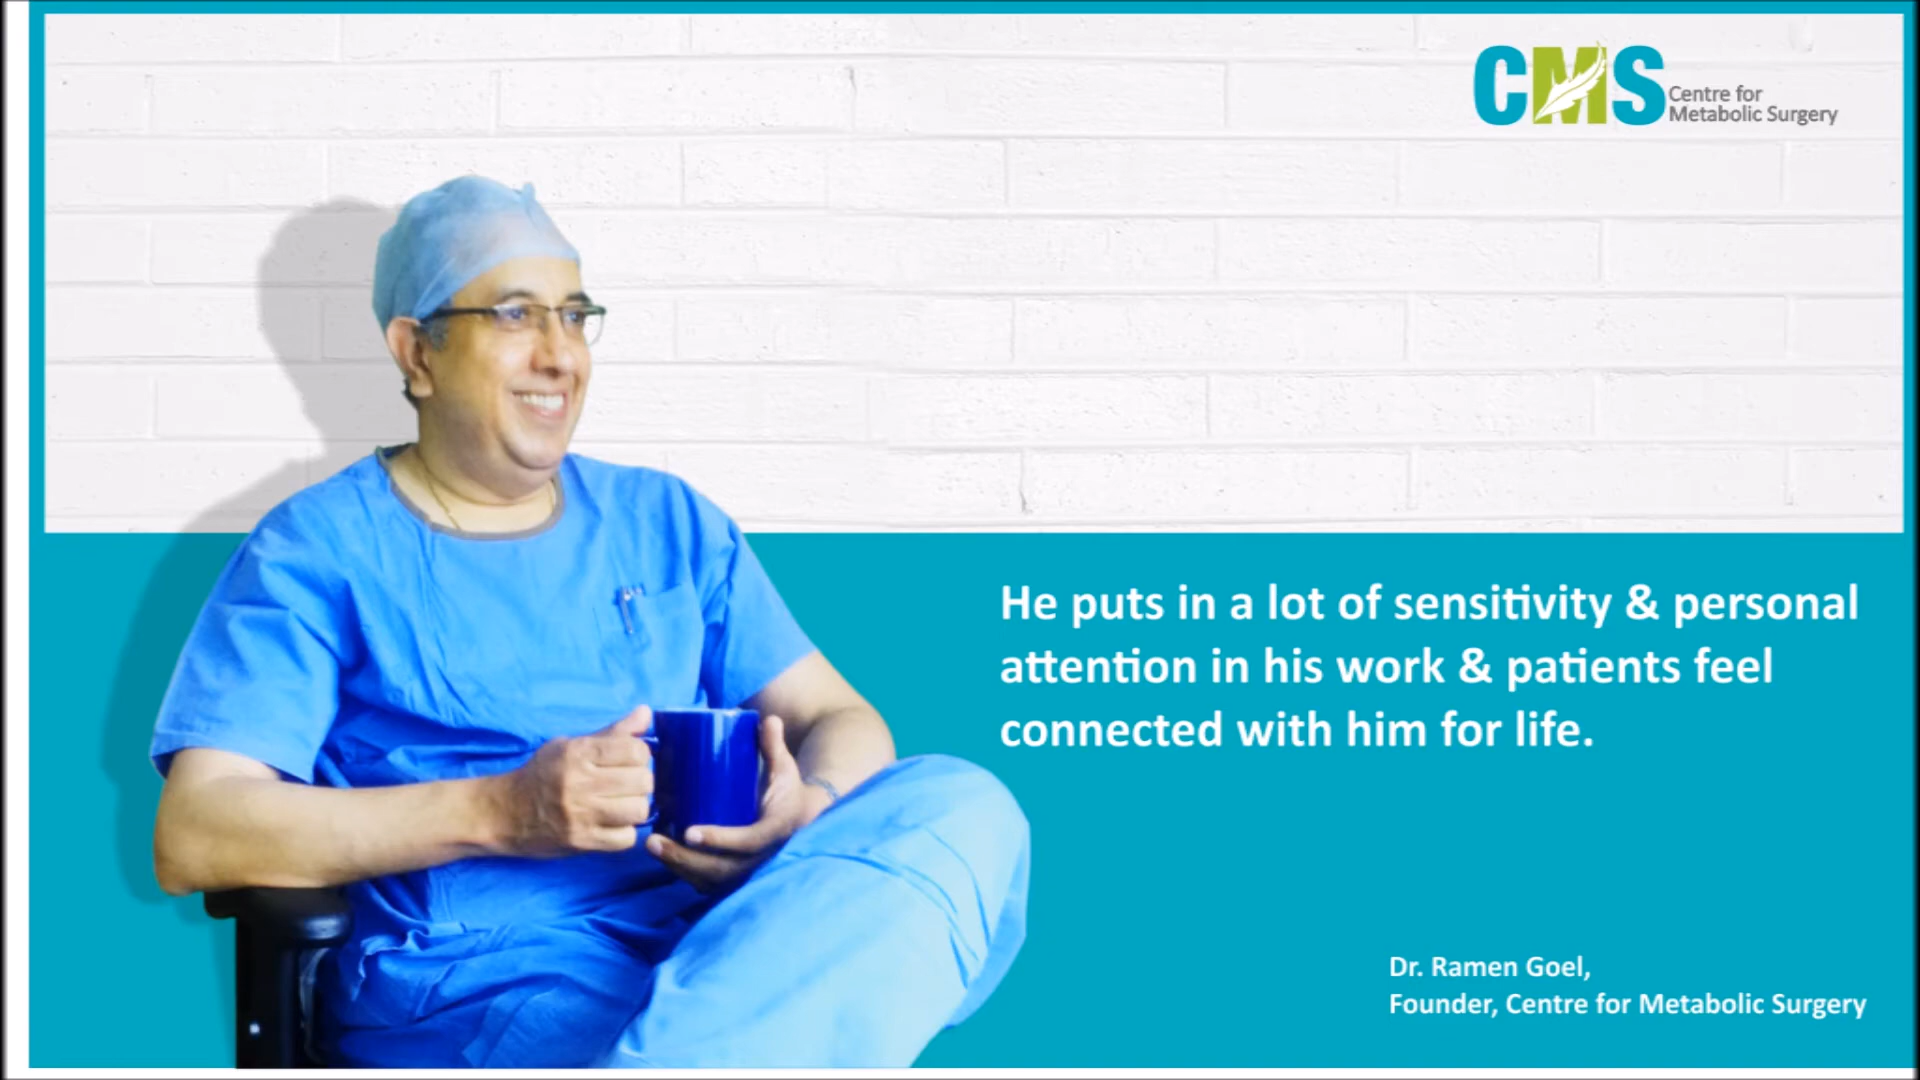 CMS
Centre for
Metabolic Surgery
He puts in a lot of sensitivity & personal
attention in his work & patients feel
connected with him for life.
Dr. Ramen Goel,
Founder, Centre for Metabolic Surgery